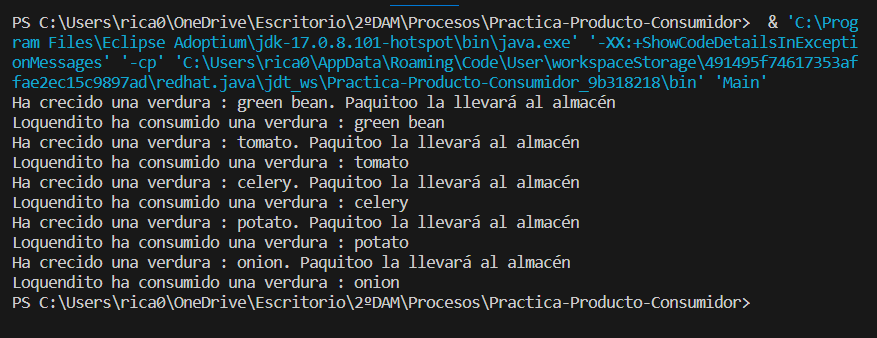 PS C:\Users\rica0\OneDrive\Escritorio\2ºDAM\Procesos\Practica-Producto-Consumidor>  & 'C:\Prog
ram Files\Eclipse Adoptium\jdk-17.0.8.101-hotspot\bin\java.exe' '-XX:+ShowCodeDetailsInExcepti
onMessages' '-cp' 'C:\Users\rica0\AppData\Roaming\Code\User\workspaceStorage\491495f74617353af
fae2ec15c9897ad\redhat.java\jdt_ws\Practica-Producto-Consumidor_9b318218\bin' 'Main'
Ha crecido una verdura : green bean. Paquitoo la llevará al almacén
Loquendito ha consumido una verdura : green bean
Ha crecido una verdura : tomato. Paquitoo la llevará al almacén
Loquendito ha consumido una verdura : tomato
Ha crecido una verdura : celery. Paquitoo la llevará al almacén
Loquendito ha consumido una verdura : celery
Ha crecido una verdura : potato. Paquitoo la llevará al almacén
Loquendito ha consumido una verdura : potato
Ha crecido una verdura : onion. Paquitoo la llevará al almacén
Loquendito ha consumido una verdura : onion
PS C:\Users\rica0\OneDrive\Escritorio\2ºDAM\Procesos\Practica-Producto-Consumidor>